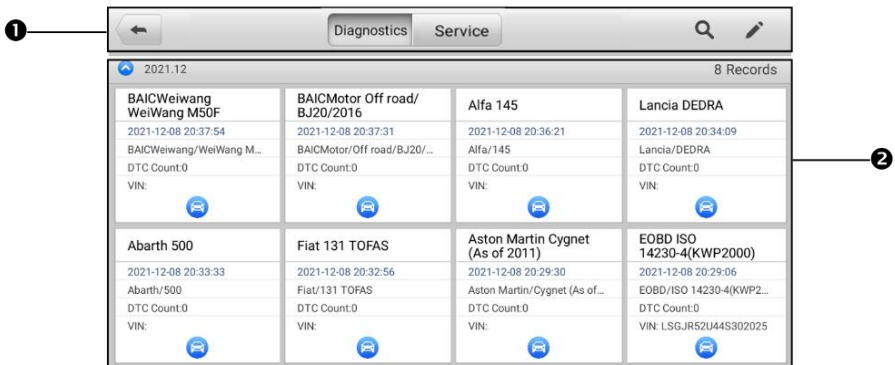 ❶
Diagnostics Service
2021.12 8 Records
BAICWeiwang
WeiWang M50F
2021-12-08 20:37:54
BAICWeiwang/WeiWang M...
DTC Count:0
VIN:
BAICMotor Off road/
BJ20/2016
2021-12-08 20:37:31
BAICMotor/Off road/BJ20/...
DTC Count:0
VIN:
Alfa 145
2021-12-08 20:36:21
Alfa/145
DTC Count:0
VIN:
Lancia DEDRA
2021-12-08 20:34:09
Lancia/DEDRA
DTC Count:0
VIN:
❷
Abarth 500
2021-12-08 20:33:33
Abarth/500
DTC Count:0
VIN:
Fiat 131 TOFAS
2021-12-08 20:32:56
Fiat/131 TOFAS
DTC Count:0
VIN:
Aston Martin Cygnet
(As of 2011)
2021-12-08 20:29:30
Aston Martin/Cygnet (As of...
DTC Count:0
VIN:
EOBD ISO
14230-4(KWP2000)
2021-12-08 20:29:06
EOBD/ISO 14230-4(KWP2...
DTC Count:0
VIN: LSGJR52U44S302025